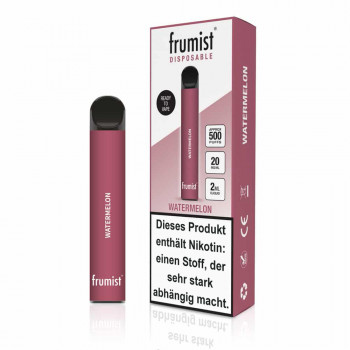 frumist®
DISPOSABLE
READY
TO
VAPE
APPROX
500
PUFFS
20
MG/ML
2ML
WATERMELON
Dieses Produkt
enthält Nikotin:
einen Stoff, der
sehr stark
abhängig macht.
WATERMELON
CE
WATERMELON
frumist®